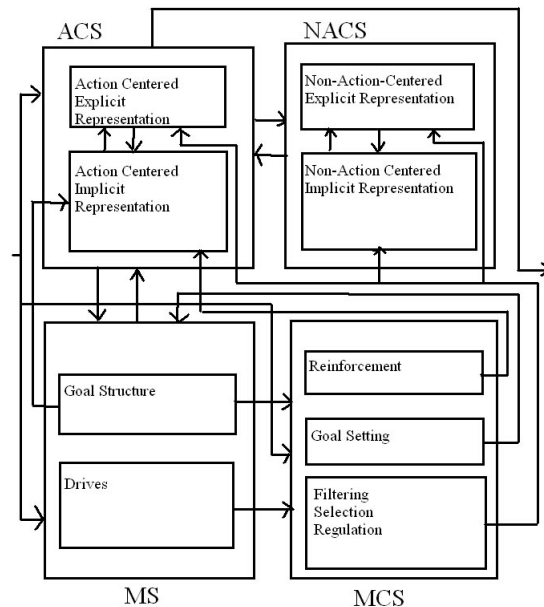 ACS
NACS
Action Centered
Explicit
Representation
Non-Action-Centered
Explicit Representation
Action Centered
Implicit
Representation
Non-Action Centered
Implicit Representation
Goal Structure
Reinforcement
Goal Setting
Drives
Filtering
Selection
Regulation
MS
MCS